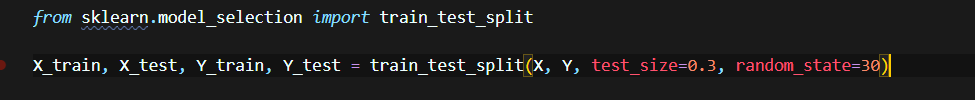 from sklearn.model_selection import train_test_split
X_train, X_test, Y_train, Y_test = train_test_split(X, Y, test_size=0.3, random_state=30)